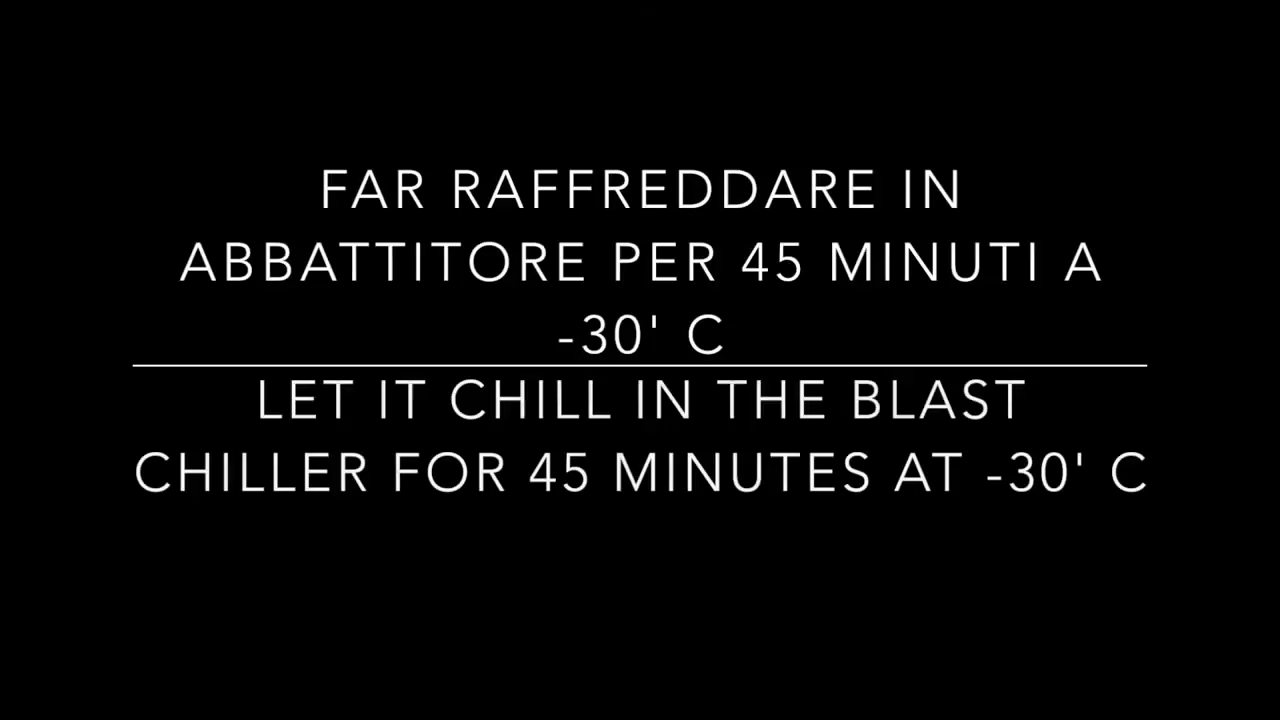 FAR RAFFREDDARE IN
ABBATTITORE PER 45 MINUTI A
-30' C
LET IT CHILL IN THE BLAST
CHILLER FOR 45 MINUTES AT -30' C